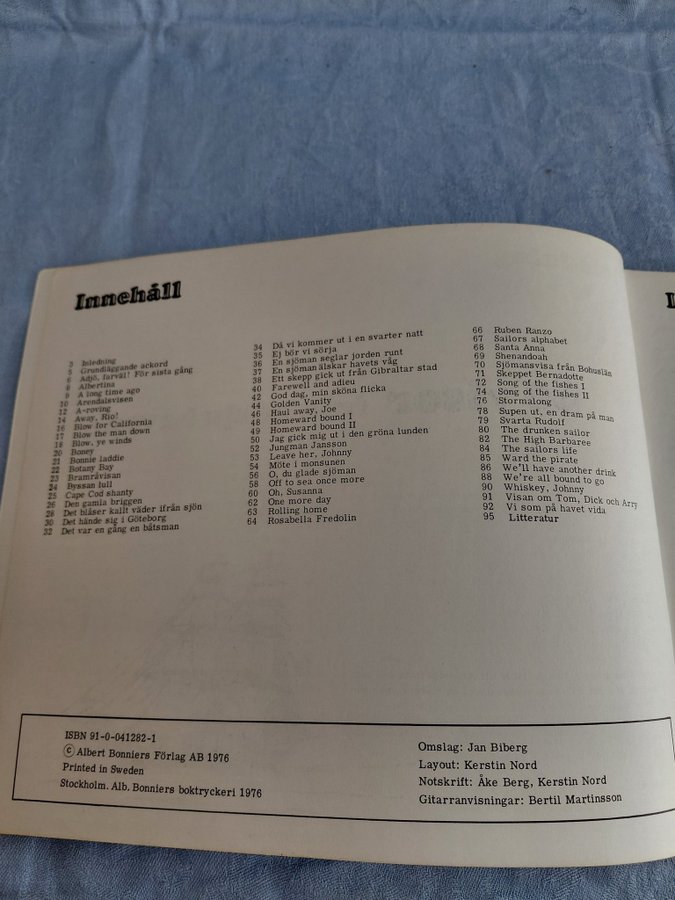 Innehåll
3 Inledning
5 Grundläggande ackord
6 Adjö, farväl! För sista gång
8 Albertina
9 A long time ago
10 Arendalsvisen
12 A-roving
14 Away, Rio!
16 Blow for California
17 Blow the man down
18 Blow, ye winds
20 Boney
21 Bonnie laddie
22 Botany Bay
23 Bramråvisan
24 Byssan lull
25 Cape Cod shanty
26 Den gamla briggen
28 Det blåser kallt väder ifrån sjön
30 Det hände sig i Göteborg
32 Det var en gång en båtsman
34 Då vi kommer ut i en svarter natt
35 Ej bör vi sörja
36 En sjöman seglar jorden runt
37 En sjöman älskar havets våg
38 Ett skepp gick ut från Gibraltar stad
40 Farewell and adieu
42 God dag, min sköna flicka
44 Golden Vanity
46 Haul away, Joe
48 Homeward bound I
49 Homeward bound II
50 Jag gick mig ut i den gröna lunden
52 Jungman Jansson
53 Leave her, Johnny
54 Möte i monsunen
56 O, du glade sjöman
58 Off to sea once more
60 Oh, Susanna
62 One more day
63 Rolling home
64 Rosabella Fredolin
66 Ruben Ranzo
67 Sailors alphabet
68 Santa Anna
69 Shenandoah
70 Sjömansvisa från Bohuslän
71 Skeppet Bernadotte
72 Song of the fishes I
74 Song of the fishes II
76 Stormalong
78 Supen ut, en dram på man
79 Svarta Rudolf
80 The drunken sailor
82 The High Barbaree
84 The sailors life
85 Ward the pirate
86 We'll have another drink
88 We're all bound to go
90 Whiskey, Johnny
91 Visan om Tom, Dick och Arry
92 Vi som på havet vida
95 Litteratur
ISBN 91-0-041282-1
© Albert Bonniers Förlag AB 1976
Printed in Sweden
Stockholm. Alb. Bonniers boktryckeri 1976
Omslag: Jan Biberg
Layout: Kerstin Nord
Notskrift: Åke Berg, Kerstin Nord
Gitarranvisningar: Bertil Martinsson